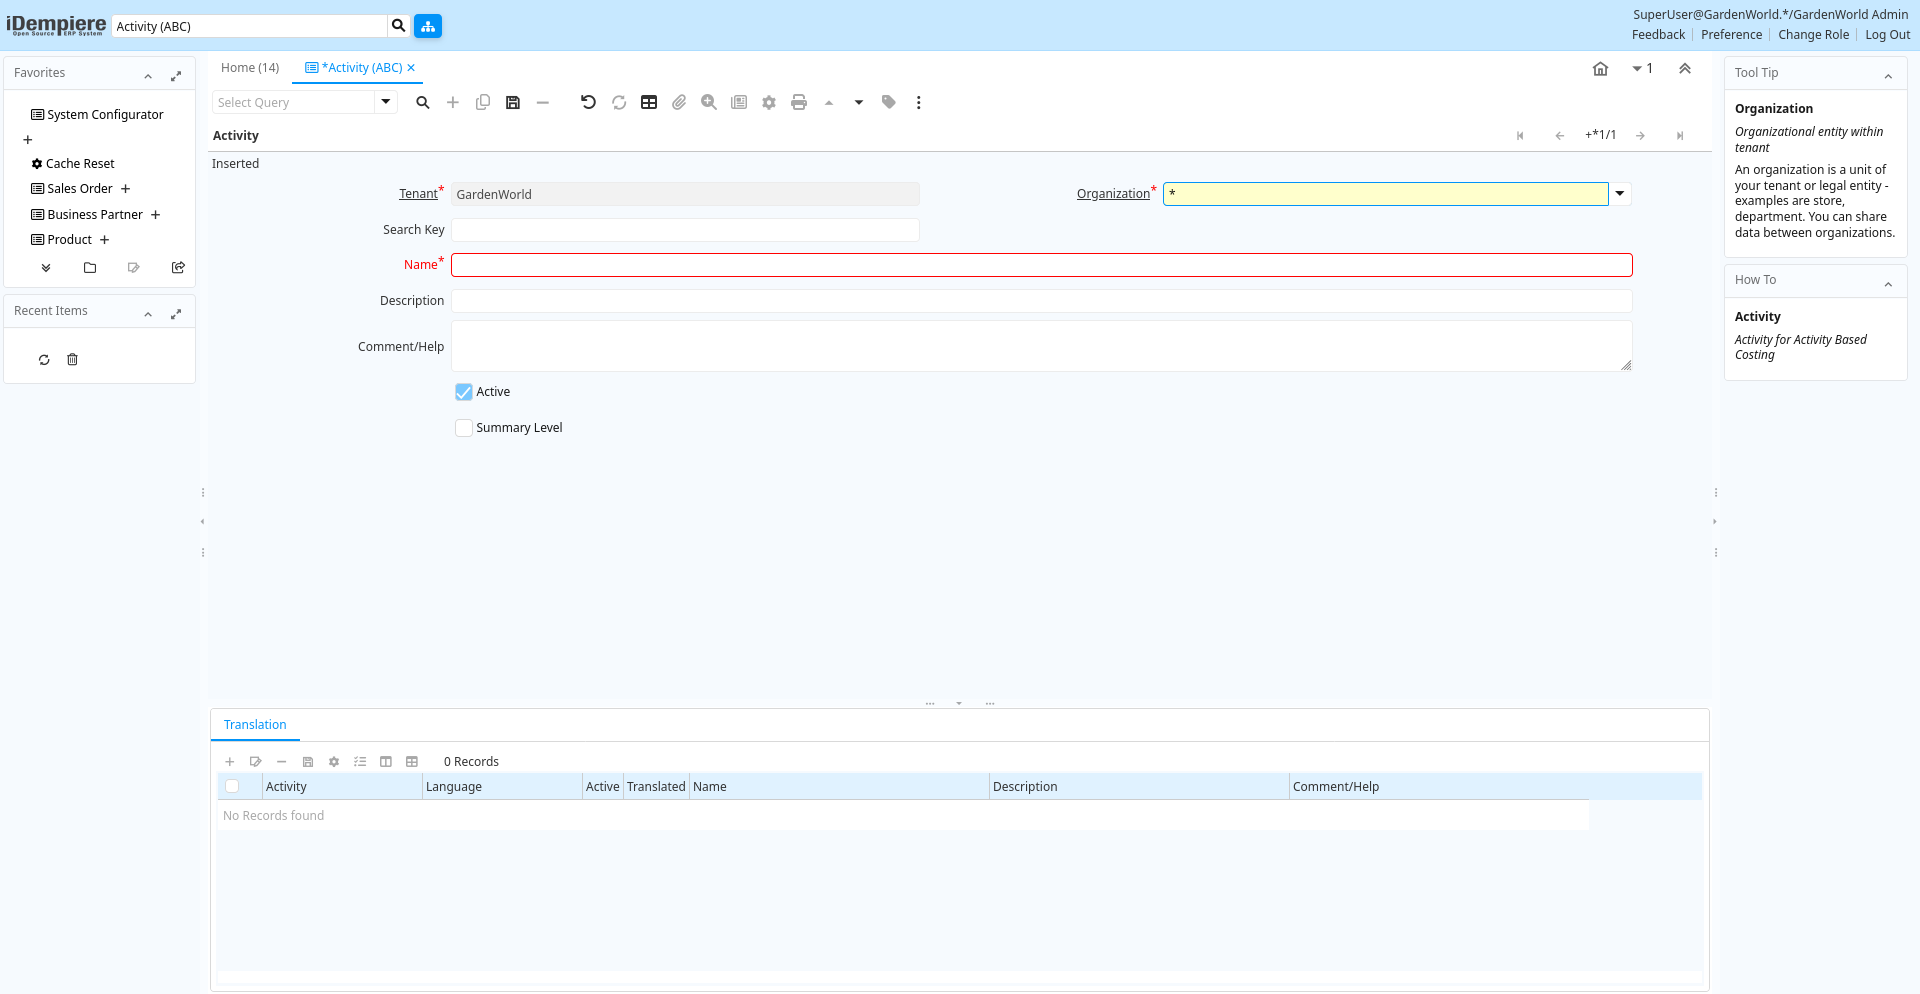 iDempiere
Open Source ERP System
Activity (ABC)
SuperUser@GardenWorld.*/GardenWorld Admin
Feedback
Preference
Change Role
Log Out
Favorites
System Configurator
Cache Reset
Sales Order
Business Partner
Product
Recent Items
Home (14)
*Activity (ABC)
1
Select Query
Activity
+*1/1
Inserted
Tenant*
GardenWorld
Organization*
*
Search Key
Name*
Description
Comment/Help
Active
Summary Level
Translation
0 Records
Activity
Language
Active
Translated
Name
Description
Comment/Help
No Records found
Tool Tip
Organization
Organizational entity within
tenant
An organization is a unit of
your tenant or legal entity -
examples are store,
department. You can share
data between organizations.
How To
Activity
Activity for Activity Based
Costing